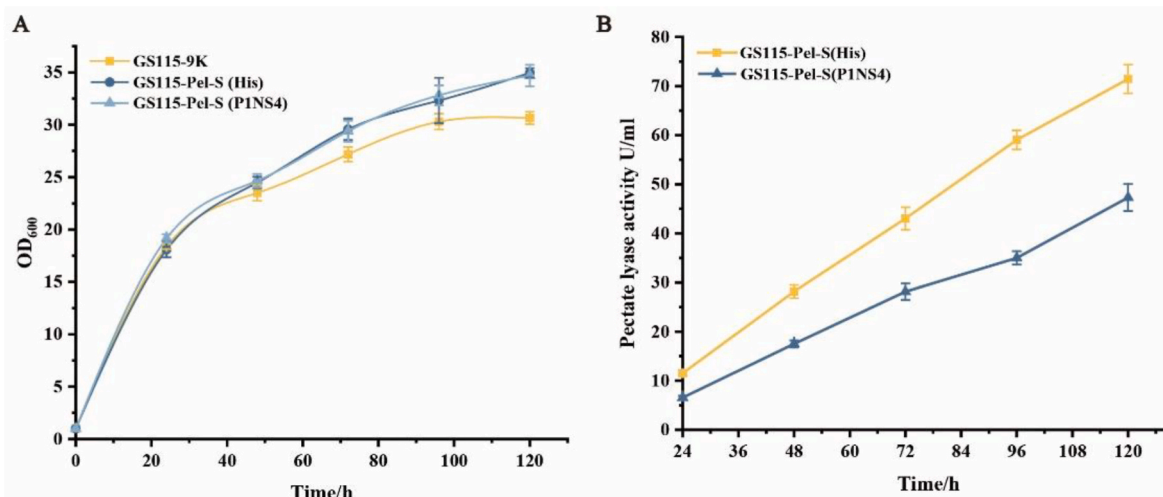 A
GS115-9K
GS115-Pel-S (His)
GS115-Pel-S (P1NS4)
OD600
35
30
25
20
15
10
5
0
0 20 40 60 80 100 120
Time/h
B
GS115-Pel-S(His)
GS115-Pel-S(P1NS4)
Pectate lyase activity U/ml
80
70
60
50
40
30
20
10
0
24 36 48 60 72 84 96 108 120
Time/h